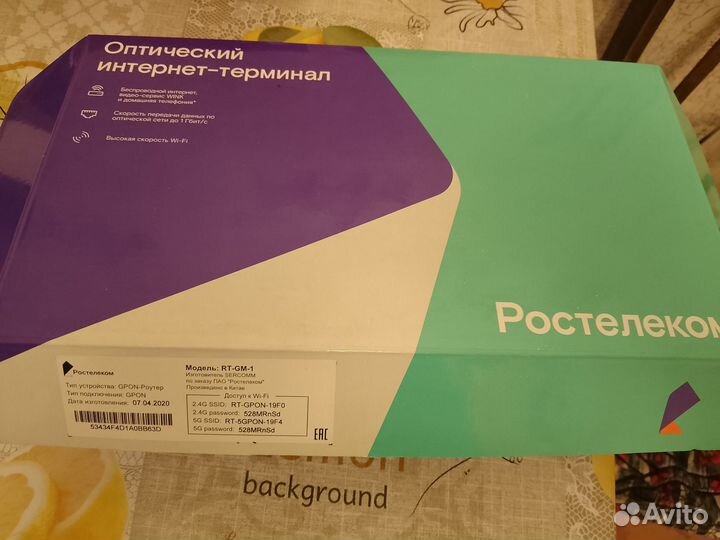 Оптический
интернет-терминал
Беспроводной интернет,
видео-сервис WINK
и домашняя телефония*
Скорость передачи данных по
оптической сети до 1 Гбит/с
Высокая скорость Wi-Fi
Ростелеком
Ростелеком
Тип устройства: GPON-Роутер
Тип подключения: GPON
Дата изготовления: 07.04.2020
53434F4D1A0BB63D
Модель: RT-GM-1
Изготовитель SERCOMM
по заказу ПАО "Ростелеком"
Произведено в Китае
Доступ к Wi-Fi
2.4G SSID: RT-GPON-19F0
2.4G password: 528MRnSd
5G SSID: RT-5GPON-19F4
5G password: 528MRnSd
EAC
background
Avito